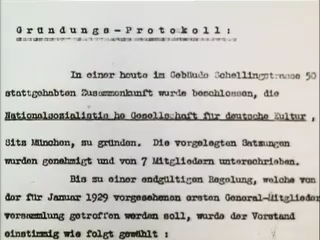 Gründungs-Protokoll:
In einer heute im Gebäude Schellingstrasse 50
stattgehabten Zusammenkunft wurde beschlossen, die
Nationalsozialistis he Gesellschaft für deutsche Kultur ,
Sitz München, zu gründen. Die vorgelegten Satzungen
wurden genehmigt und von 7 Mitgliedern unterschrieben.
Bis zu einer endgültigen Regelung, welche von
der für Januar 1929 vorgesehenen ersten General-Mitglieder
versammlung getroffen werden soll, wurde der Vorstand
einstimmig wie folgt gewählt :